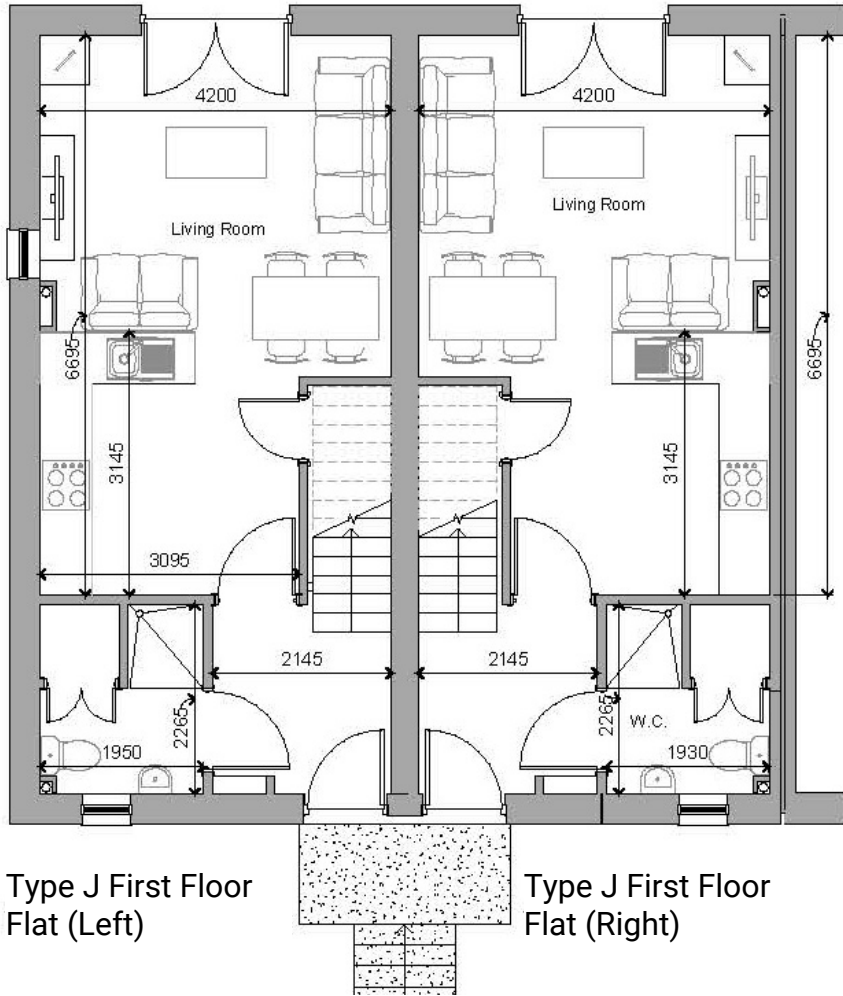 4200
4200
Living Room
Living Room
6695
6695
3145
3145
3095
2145
2145
2265
2265
W.C.
1950
1930
Type J First Floor
Flat (Left)
Type J First Floor
Flat (Right)